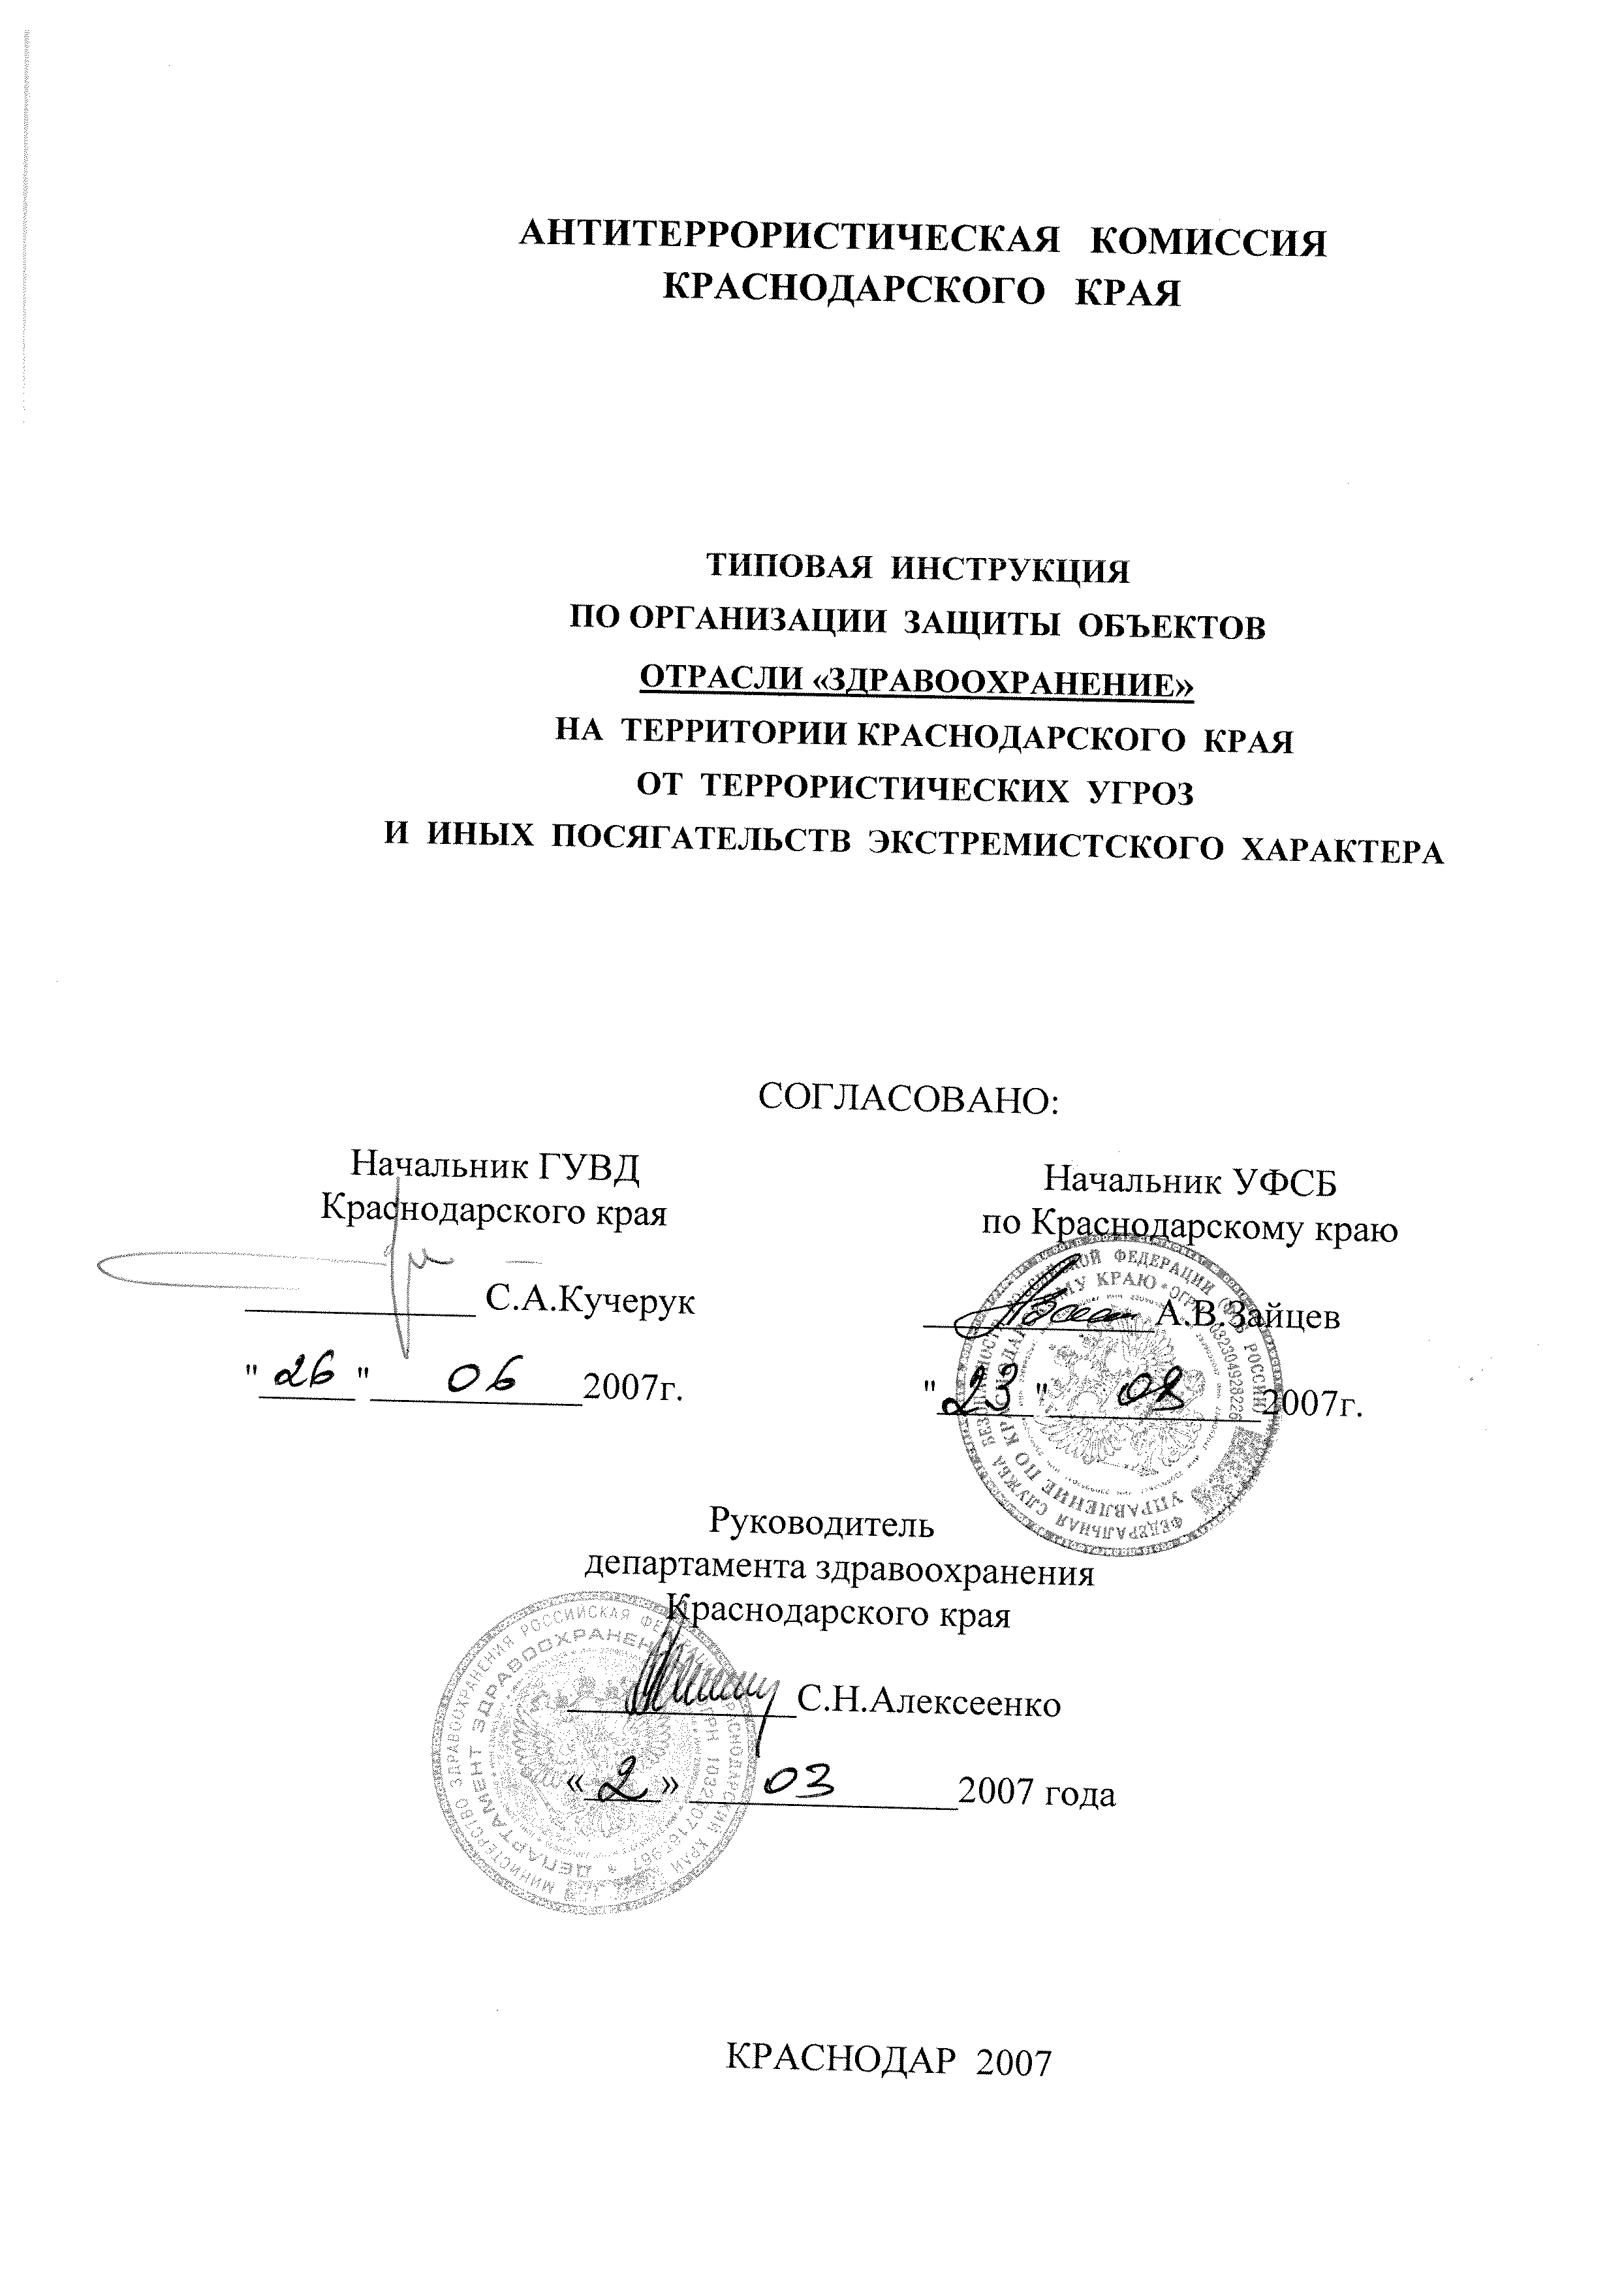 АНТИТЕРРОРИСТИЧЕСКАЯ КОМИССИЯ
КРАСНОДАРСКОГО КРАЯ
ТИПОВАЯ ИНСТРУКЦИЯ
ПО ОРГАНИЗАЦИИ ЗАЩИТЫ ОБЪЕКТОВ
ОТРАСЛИ «ЗДРАВООХРАНЕНИЕ»
НА ТЕРРИТОРИИ КРАСНОДАРСКОГО КРАЯ
ОТ ТЕРРОРИСТИЧЕСКИХ УГРОЗ
И ИНЫХ ПОСЯГАТЕЛЬСТВ ЭКСТРЕМИСТСКОГО ХАРАКТЕРА
СОГЛАСОВАНО:
Начальник ГУВД
Краснодарского края
С.А.Кучерук
"26" 06 2007г.
Начальник УФСБ
по Краснодарскому краю
А.В.Зайцев
"23" 2007г.
Руководитель
департамента здравоохранения
Краснодарского края
С.Н.Алексеенко
«2» 03 2007 года
КРАСНОДАР 2007